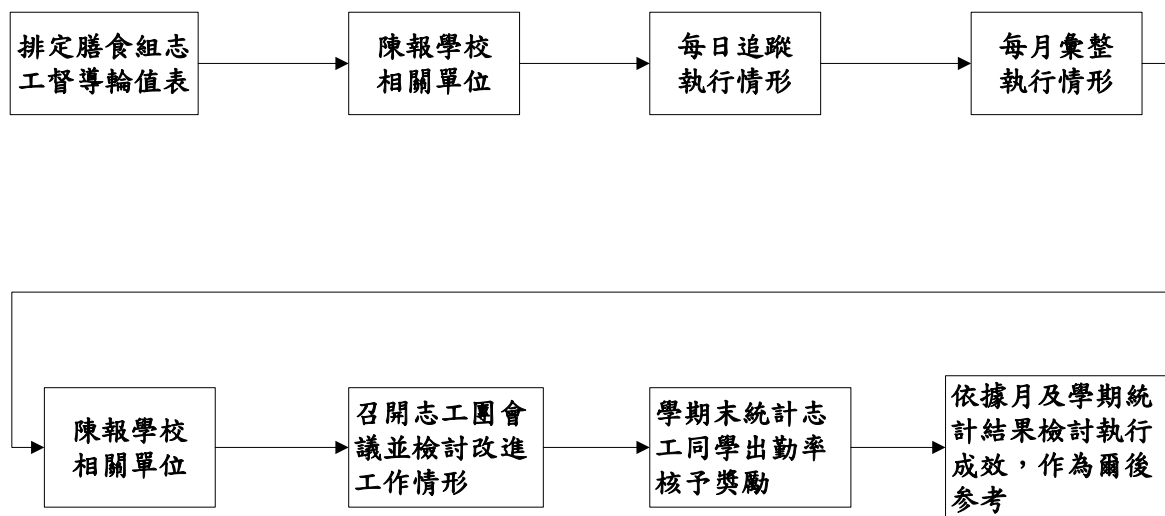 排定膳食組志
工督導輪值表
陳報學校
相關單位
每日追蹤
執行情形
每月彙整
執行情形
陳報學校
相關單位
召開志工團會
議並檢討改進
工作情形
學期末統計志
工同學出勤率
核予獎勵
依據月及學期統
計結果檢討執行
成效，作為爾後
參考